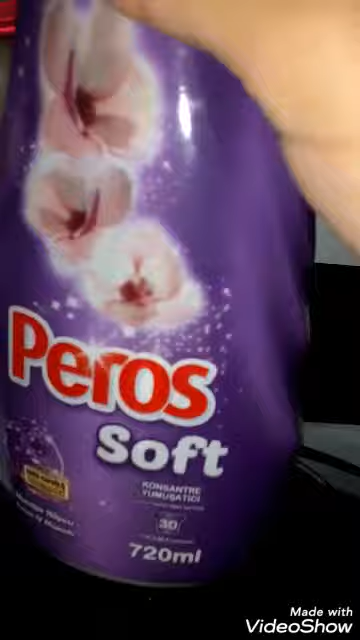 Peros
Soft
KONSANTRE
YUMUŞATICI
30
720ml
Made with
VideoShow